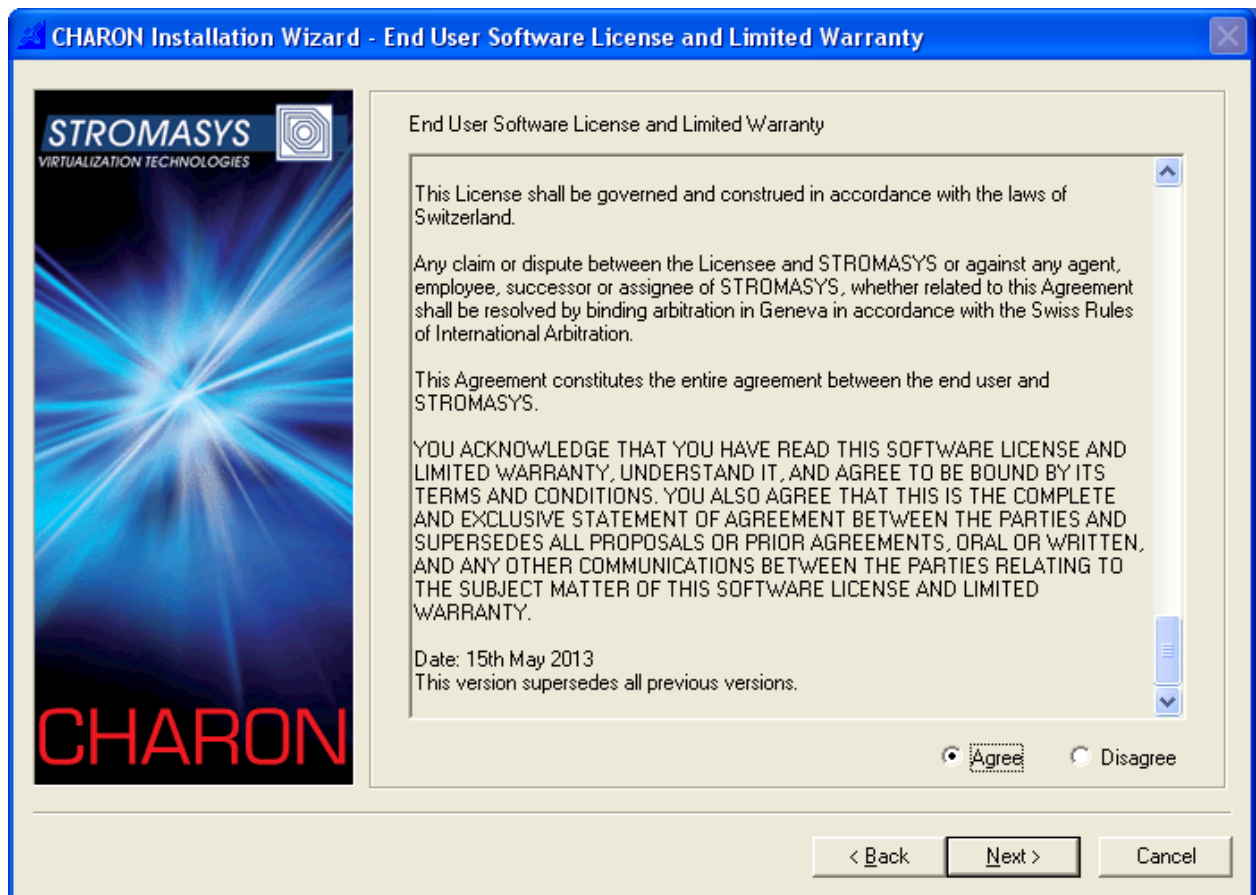 CHARON Installation Wizard - End User Software License and Limited Warranty
STROMASYS
VIRTUALIZATION TECHNOLOGIES
CHARON
End User Software License and Limited Warranty
This License shall be governed and construed in accordance with the laws of
Switzerland.
Any claim or dispute between the Licensee and STROMASYS or against any agent,
employee, successor or assignee of STROMASYS, whether related to this Agreement
shall be resolved by binding arbitration in Geneva in accordance with the Swiss Rules
of International Arbitration.
This Agreement constitutes the entire agreement between the end user and
STROMASYS.
YOU ACKNOWLEDGE THAT YOU HAVE READ THIS SOFTWARE LICENSE AND
LIMITED WARRANTY, UNDERSTAND IT, AND AGREE TO BE BOUND BY ITS
TERMS AND CONDITIONS. YOU ALSO AGREE THAT THIS IS THE COMPLETE
AND EXCLUSIVE STATEMENT OF AGREEMENT BETWEEN THE PARTIES AND
SUPERSEDES ALL PROPOSALS OR PRIOR AGREEMENTS, ORAL OR WRITTEN,
AND ANY OTHER COMMUNICATIONS BETWEEN THE PARTIES RELATING TO
THE SUBJECT MATTER OF THIS SOFTWARE LICENSE AND LIMITED
WARRANTY.
Date: 15th May 2013
This version supersedes all previous versions.
Agree Disagree
< Back Next > Cancel